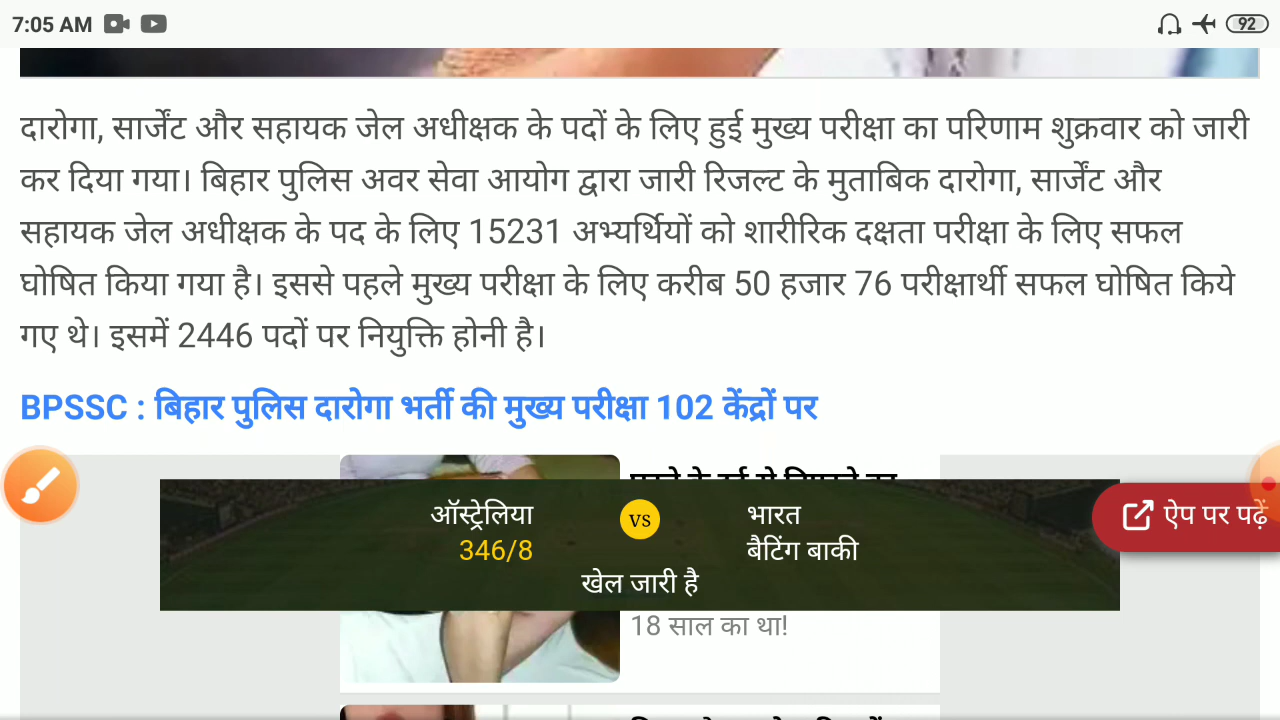 7:05 AM
92
दारोगा, सार्जेंट और सहायक जेल अधीक्षक के पदों के लिए हुई मुख्य परीक्षा का परिणाम शुक्रवार को जारी
कर दिया गया। बिहार पुलिस अवर सेवा आयोग द्वारा जारी रिजल्ट के मुताबिक दारोगा, सार्जेंट और
सहायक जेल अधीक्षक के पद के लिए 15231 अभ्यर्थियों को शारीरिक दक्षता परीक्षा के लिए सफल
घोषित किया गया है। इससे पहले मुख्य परीक्षा के लिए करीब 50 हजार 76 परीक्षार्थी सफल घोषित किये
गए थे। इसमें 2446 पदों पर नियुक्ति होनी है।
BPSSC : बिहार पुलिस दारोगा भर्ती की मुख्य परीक्षा 102 केंद्रों पर
ऑस्ट्रेलिया vs भारत
346/8 बैटिंग बाकी
खेल जारी है
ऐप पर पढ़ें
18 साल का था!